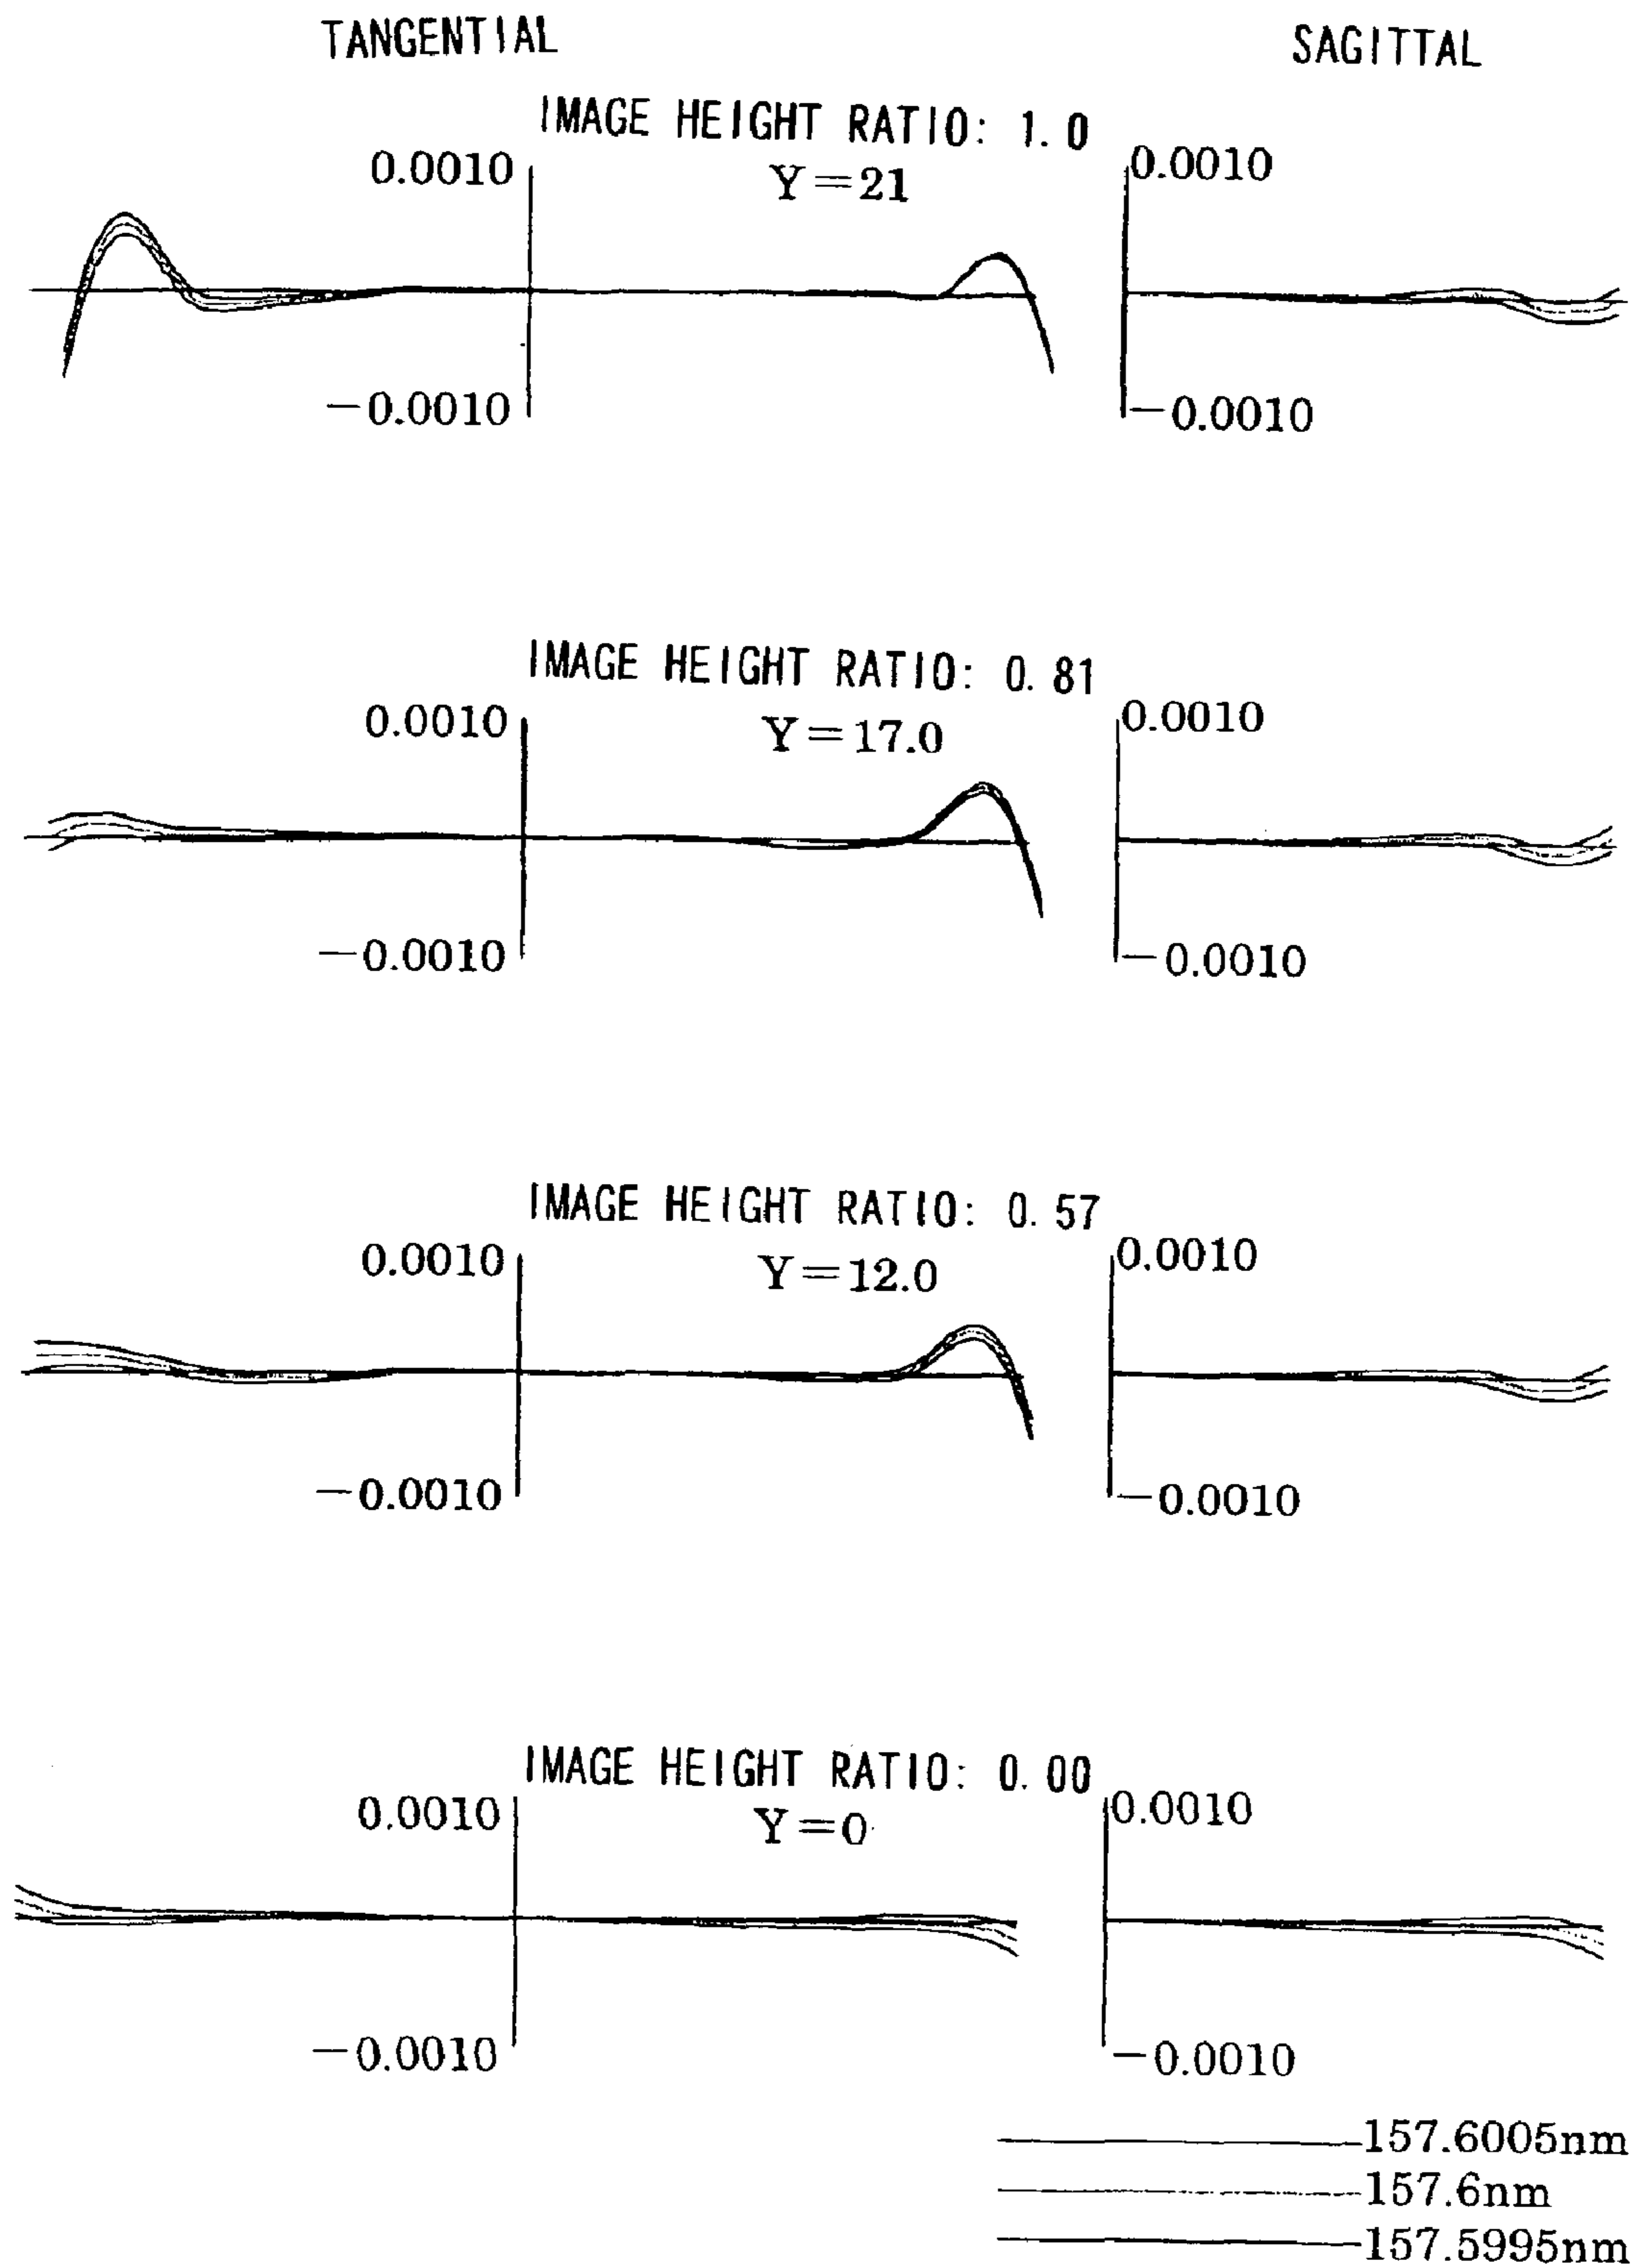 TANGENTIAL
SAGITTAL
IMAGE HEIGHT RATIO: 1.0
0.0010
Y=21
0.0010
−0.0010
−0.0010
IMAGE HEIGHT RATIO: 0.81
0.0010
Y=17.0
0.0010
−0.0010
−0.0010
IMAGE HEIGHT RATIO: 0.57
0.0010
Y=12.0
0.0010
−0.0010
−0.0010
IMAGE HEIGHT RATIO: 0.00
0.0010
Y=0
0.0010
−0.0010
−0.0010
157.6005nm
157.6nm
157.5995nm